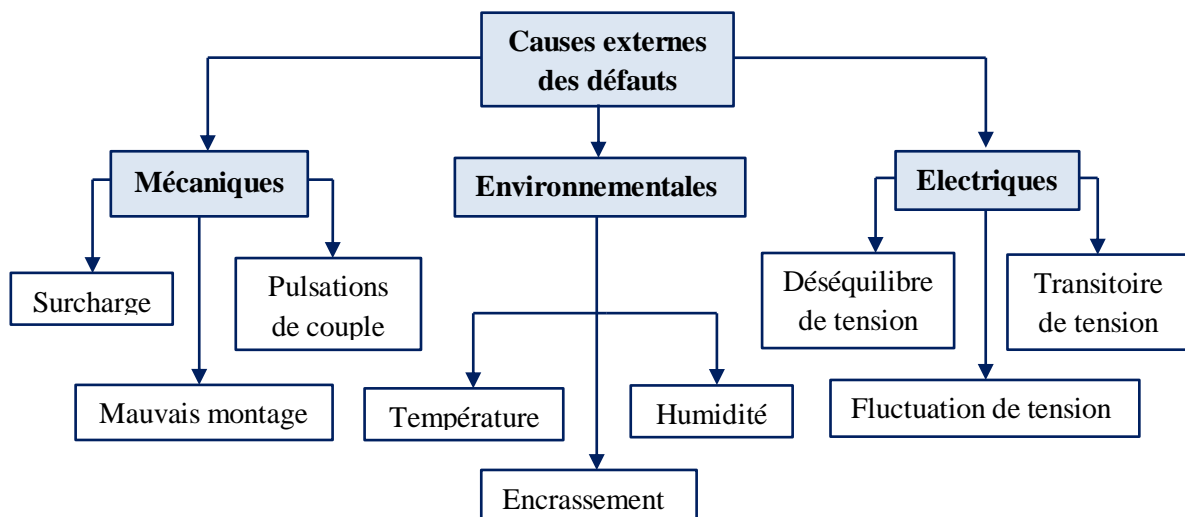 Causes externes
des défauts
Mécaniques
Environnementales
Electriques
Surcharge
Pulsations
de couple
Mauvais montage
Température
Humidité
Encrassement
Déséquilibre
de tension
Transitoire
de tension
Fluctuation de tension